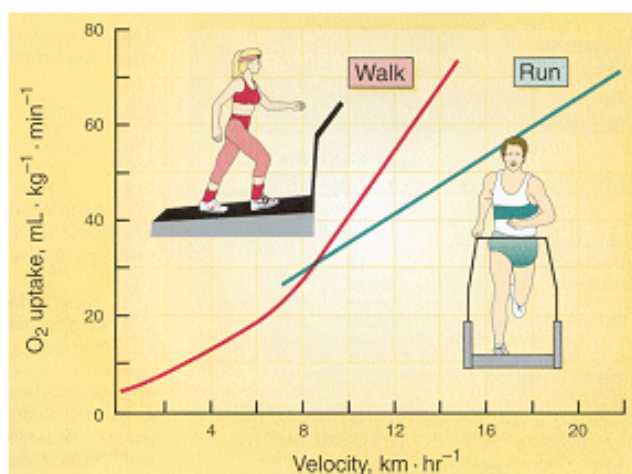 80
Walk
Run
60
40
20
0
4
8
12
16
20
O₂ uptake, mL · kg⁻¹ · min⁻¹
Velocity, km · hr⁻¹